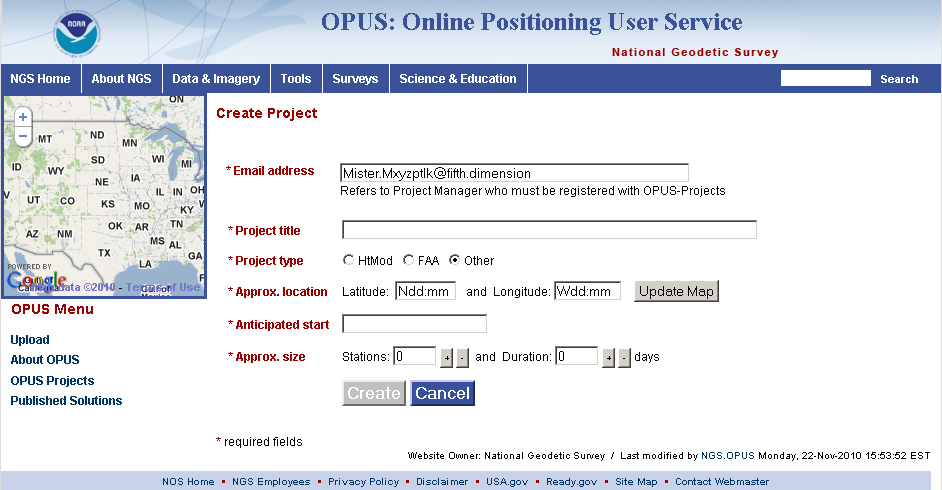 NOAA
OPUS: Online Positioning User Service
National Geodetic Survey
NGS Home About NGS Data & Imagery Tools Surveys Science & Education Search
ON
MT ND MN
ID SD WI
WY MI
NE IA
UT CO IL IN OH
KS MO KY
AZ NM OK AR TN
MS AL
TX LA GA
POWERED BY
Google
data ©2010 - Terms of Use
Gulf of
Create Project
* Email address Mister.Mxyzptlk@fifth.dimension
Refers to Project Manager who must be registered with OPUS-Projects
* Project title
* Project type HtMod FAA Other
* Approx. location Latitude: Ndd:mm and Longitude: Wdd:mm Update Map
* Anticipated start
* Approx. size Stations: 0 + - and Duration: 0 + - days
Create Cancel
* required fields
OPUS Menu
Upload
About OPUS
OPUS Projects
Published Solutions
Website Owner: National Geodetic Survey / Last modified by NGS.OPUS Monday, 22-Nov-2010 15:53:52 EST
NOS Home • NGS Employees • Privacy Policy • Disclaimer • USA.gov • Ready.gov • Site Map • Contact Webmaster